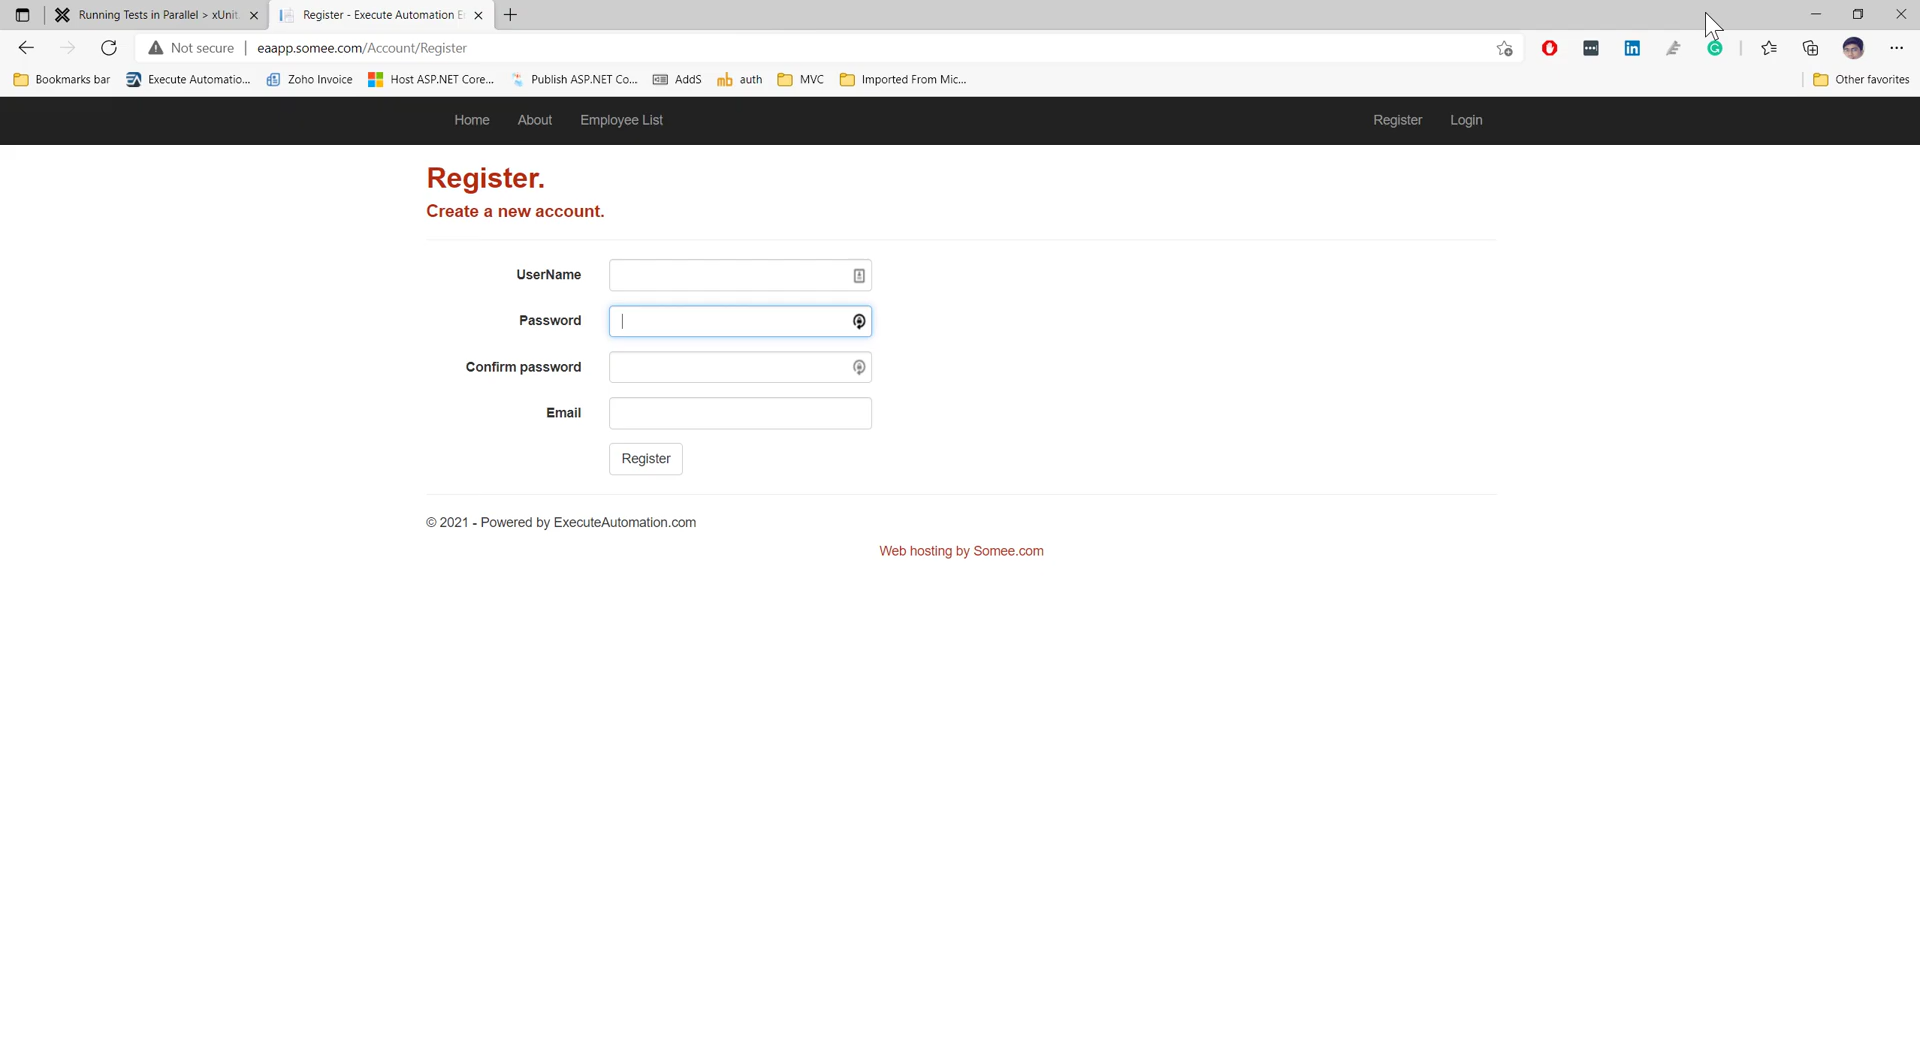 Running Tests in Parallel > xUnit.
Register - Execute Automation E
Not secure
eaapp.somee.com/Account/Register
Bookmarks bar
Execute Automatio...
Zoho Invoice
Host ASP.NET Core...
Publish ASP.NET Co...
AddS
auth
MVC
Imported From Mic...
Other favorites
Home
About
Employee List
Register
Login
Register.
Create a new account.
UserName
Password
Confirm password
Email
Register
© 2021 - Powered by ExecuteAutomation.com
Web hosting by Somee.com